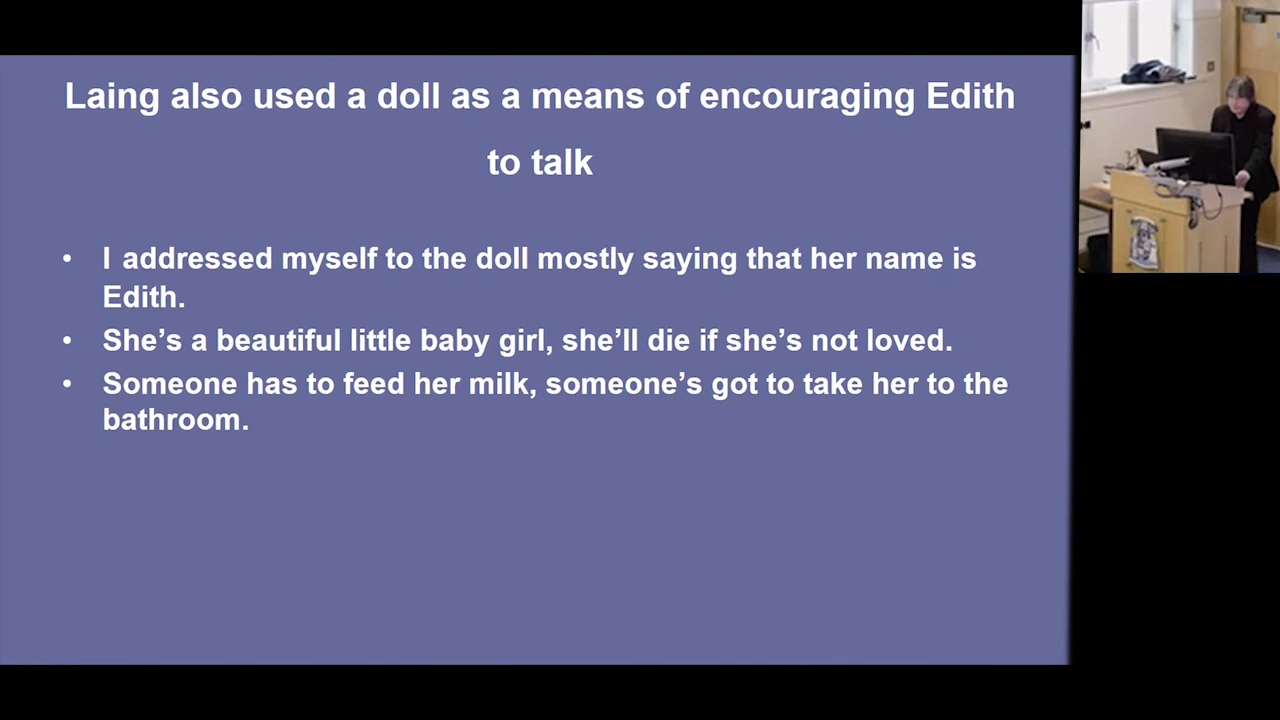 Laing also used a doll as a means of encouraging Edith
to talk
• I addressed myself to the doll mostly saying that her name is
Edith.
• She’s a beautiful little baby girl, she’ll die if she’s not loved.
• Someone has to feed her milk, someone’s got to take her to the
bathroom.